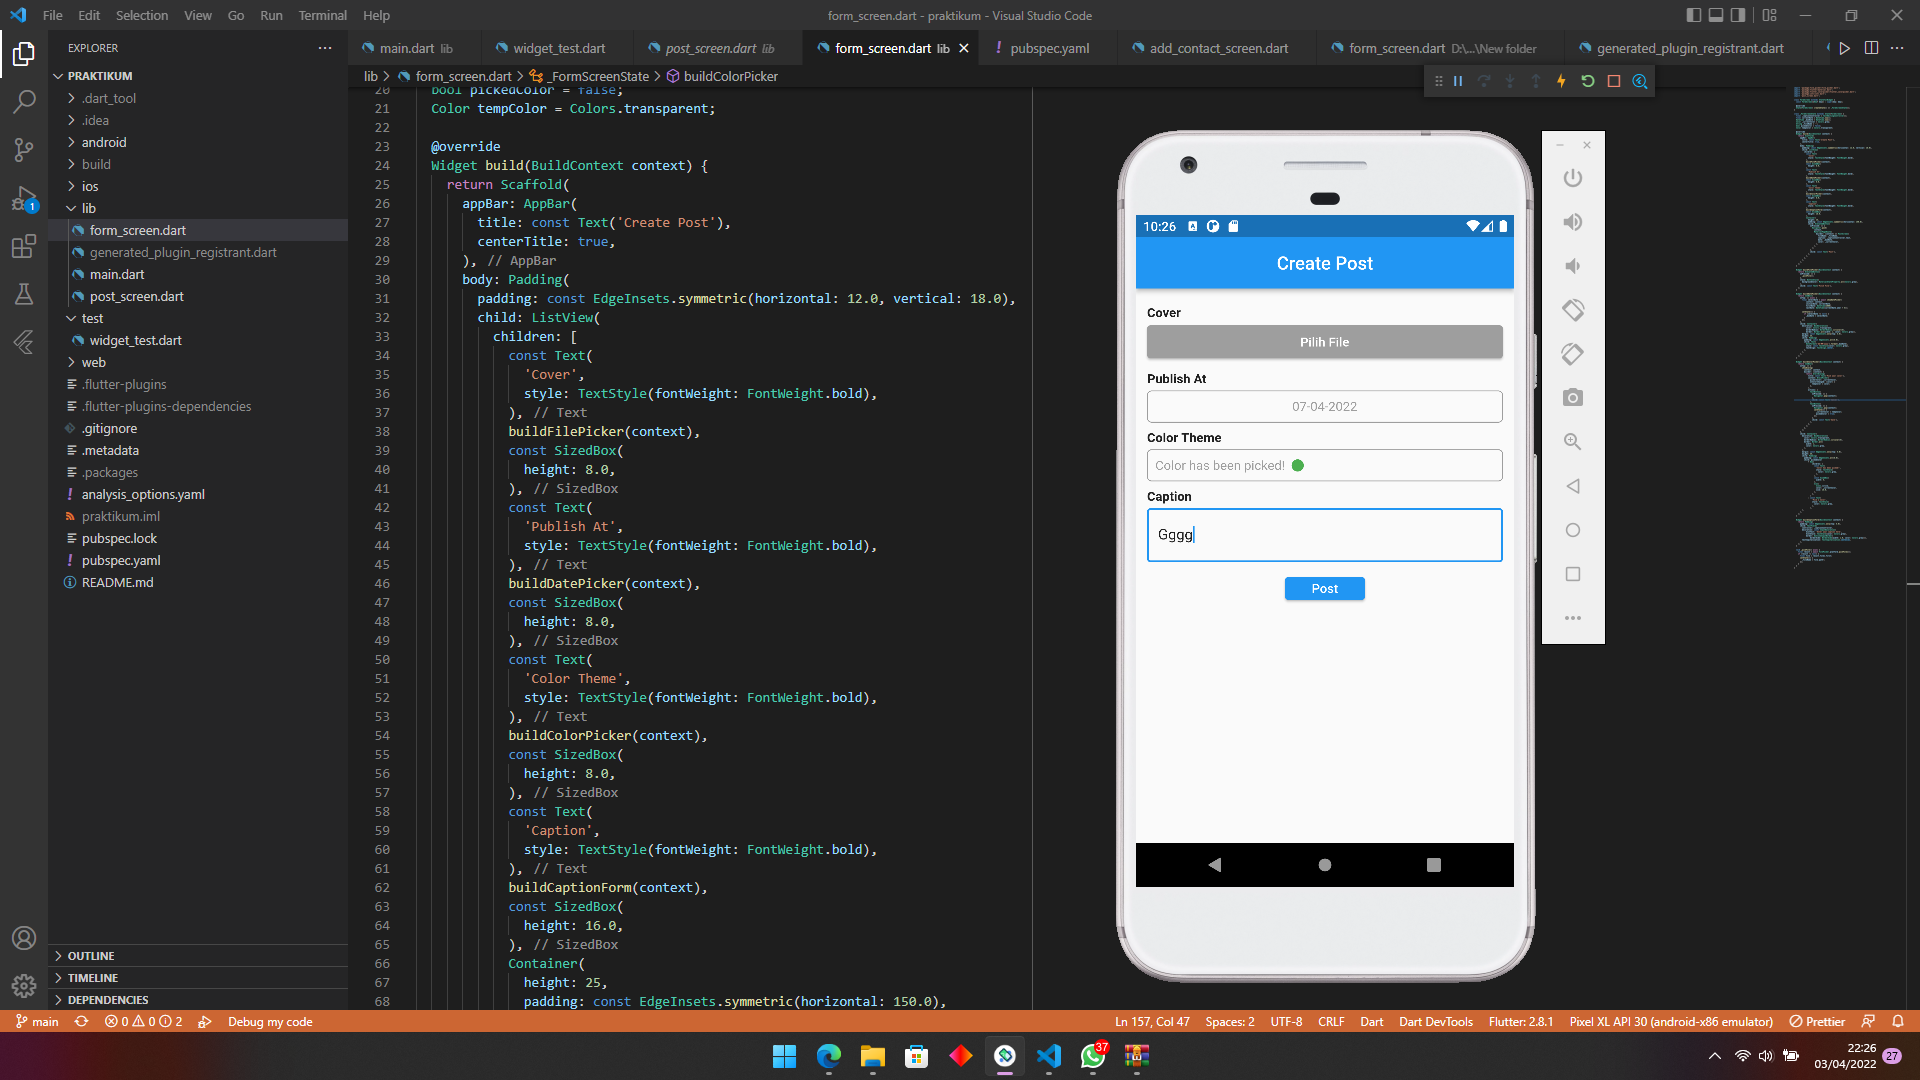 File Edit Selection View Go Run Terminal Help
form_screen.dart - praktikum - Visual Studio Code
EXPLORER
PRAKTIKUM
.dart_tool
.idea
android
build
ios
lib
form_screen.dart
generated_plugin_registrant.dart
main.dart
post_screen.dart
test
widget_test.dart
web
.flutter-plugins
.flutter-plugins-dependencies
.gitignore
.metadata
.packages
analysis_options.yaml
praktikum.iml
pubspec.lock
pubspec.yaml
README.md
OUTLINE
TIMELINE
DEPENDENCIES
1
main.dart lib widget_test.dart post_screen.dart lib form_screen.dart lib pubspec.yaml add_contact_screen.dart form_screen.dart D:\...\New folder generated_plugin_registrant.dart
lib > form_screen.dart > _FormScreenState > buildColorPicker
20 bool pickedColor = false;
21 Color tempColor = Colors.transparent;
22
23 @override
24 Widget build(BuildContext context) {
25 return Scaffold(
26 appBar: AppBar(
27 title: const Text('Create Post'),
28 centerTitle: true,
29 ), // AppBar
30 body: Padding(
31 padding: const EdgeInsets.symmetric(horizontal: 12.0, vertical: 18.0),
32 child: ListView(
33 children: [
34 const Text(
35 'Cover',
36 style: TextStyle(fontWeight: FontWeight.bold),
37 ), // Text
38 buildFilePicker(context),
39 const SizedBox(
40 height: 8.0,
41 ), // SizedBox
42 const Text(
43 'Publish At',
44 style: TextStyle(fontWeight: FontWeight.bold),
45 ), // Text
46 buildDatePicker(context),
47 const SizedBox(
48 height: 8.0,
49 ), // SizedBox
50 const Text(
51 'Color Theme',
52 style: TextStyle(fontWeight: FontWeight.bold),
53 ), // Text
54 buildColorPicker(context),
55 const SizedBox(
56 height: 8.0,
57 ), // SizedBox
58 const Text(
59 'Caption',
60 style: TextStyle(fontWeight: FontWeight.bold),
61 ), // Text
62 buildCaptionForm(context),
63 const SizedBox(
64 height: 16.0,
65 ), // SizedBox
66 Container(
67 height: 25,
68 padding: const EdgeInsets.symmetric(horizontal: 150.0),
10:26
Create Post
Cover
Pilih File
Publish At
07-04-2022
Color Theme
Color has been picked!
Caption
Gggg
Post
main 0 0 2 Debug my code
Ln 157, Col 47 Spaces: 2 UTF-8 CRLF Dart Dart DevTools Flutter: 2.8.1 Pixel XL API 30 (android-x86 emulator) Prettier
37
22:26
03/04/2022
27